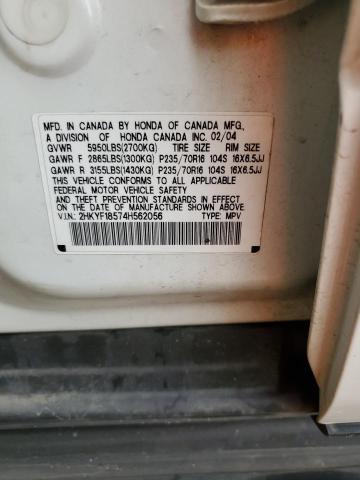 MFD. IN CANADA BY HONDA OF CANADA MFG.,
A DIVISION OF HONDA CANADA INC. 02/04
GVWR 5950LBS(2700KG) TIRE SIZE RIM SIZE
GAWR F 2865LBS(1300KG) P235/70R16 104S 16X6.5JJ
GAWR R 3155LBS(1430KG) P235/70R16 104S 16X6.5JJ
THIS VEHICLE CONFORMS TO ALL APPLICABLE
FEDERAL MOTOR VEHICLE SAFETY
AND THEFT PREVENTION STANDARDS IN EFFECT
ON THE DATE OF MANUFACTURE SHOWN ABOVE.
V.I.N.: 2HKYF18574H562056 TYPE: MPV